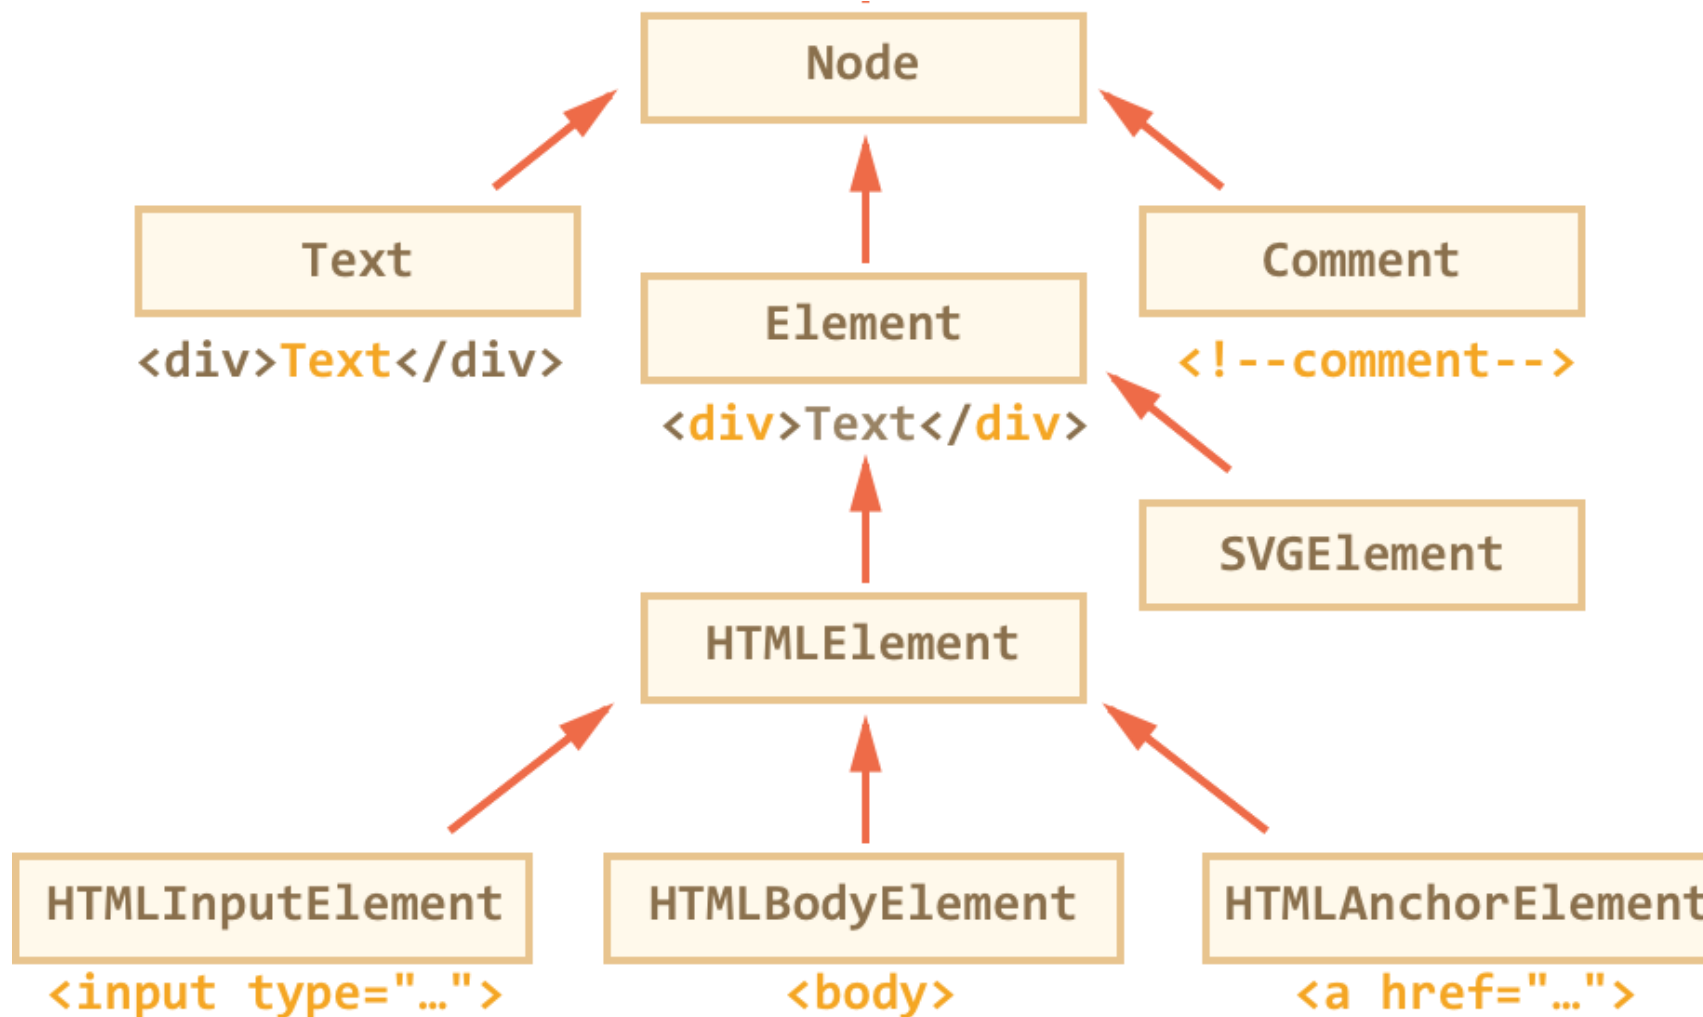 Node
Text
Comment
<div>Text</div>
Element
<!--comment-->
<div>Text</div>
SVGElement
HTMLElement
HTMLInputElement
HTMLBodyElement
HTMLAnchorElement
<input type="…">
<body>
<a href="…">